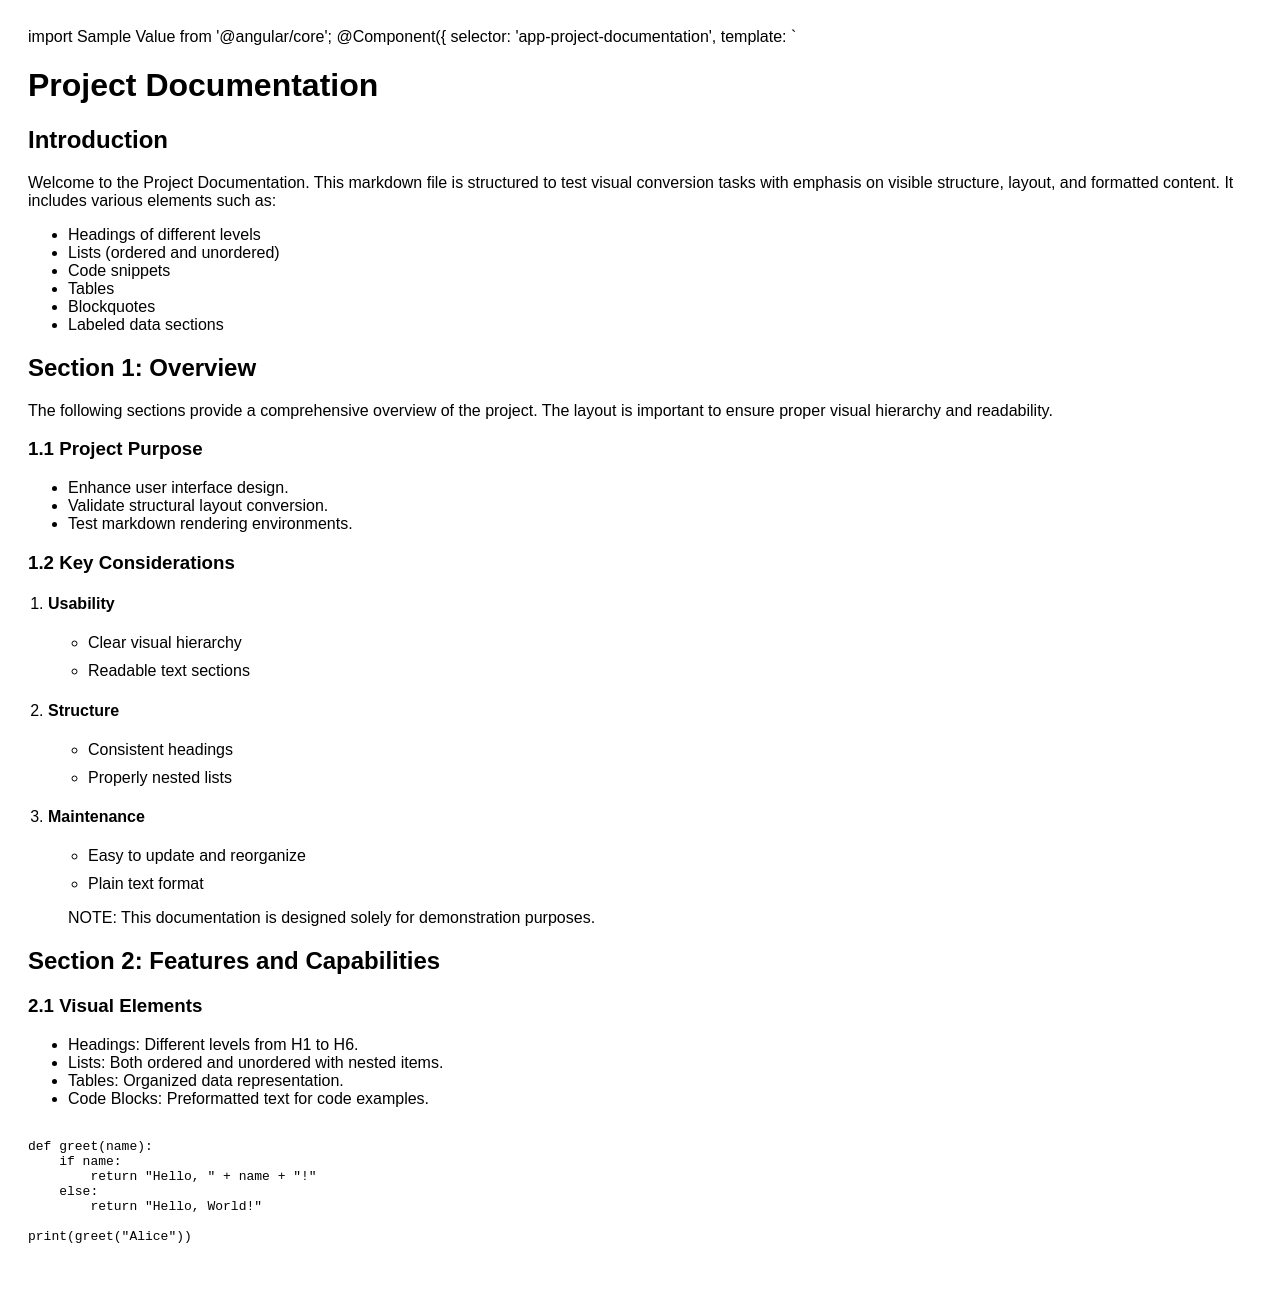 import Sample Value from '@angular/core'; @Component({ selector: 'app-project-documentation', template: `
Project Documentation
Introduction
Welcome to the Project Documentation. This markdown file is structured to test visual conversion tasks with emphasis on visible structure, layout, and formatted content. It
includes various elements such as:
• Headings of different levels
• Lists (ordered and unordered)
• Code snippets
• Tables
• Blockquotes
• Labeled data sections
Section 1: Overview
The following sections provide a comprehensive overview of the project. The layout is important to ensure proper visual hierarchy and readability.
1.1 Project Purpose
• Enhance user interface design.
• Validate structural layout conversion.
• Test markdown rendering environments.
1.2 Key Considerations
1. Usability
◦ Clear visual hierarchy
◦ Readable text sections
2. Structure
◦ Consistent headings
◦ Properly nested lists
3. Maintenance
◦ Easy to update and reorganize
◦ Plain text format
NOTE: This documentation is designed solely for demonstration purposes.
Section 2: Features and Capabilities
2.1 Visual Elements
• Headings: Different levels from H1 to H6.
• Lists: Both ordered and unordered with nested items.
• Tables: Organized data representation.
• Code Blocks: Preformatted text for code examples.
def greet(name):
    if name:
        return "Hello, " + name + "!"
    else:
        return "Hello, World!"
print(greet("Alice"))